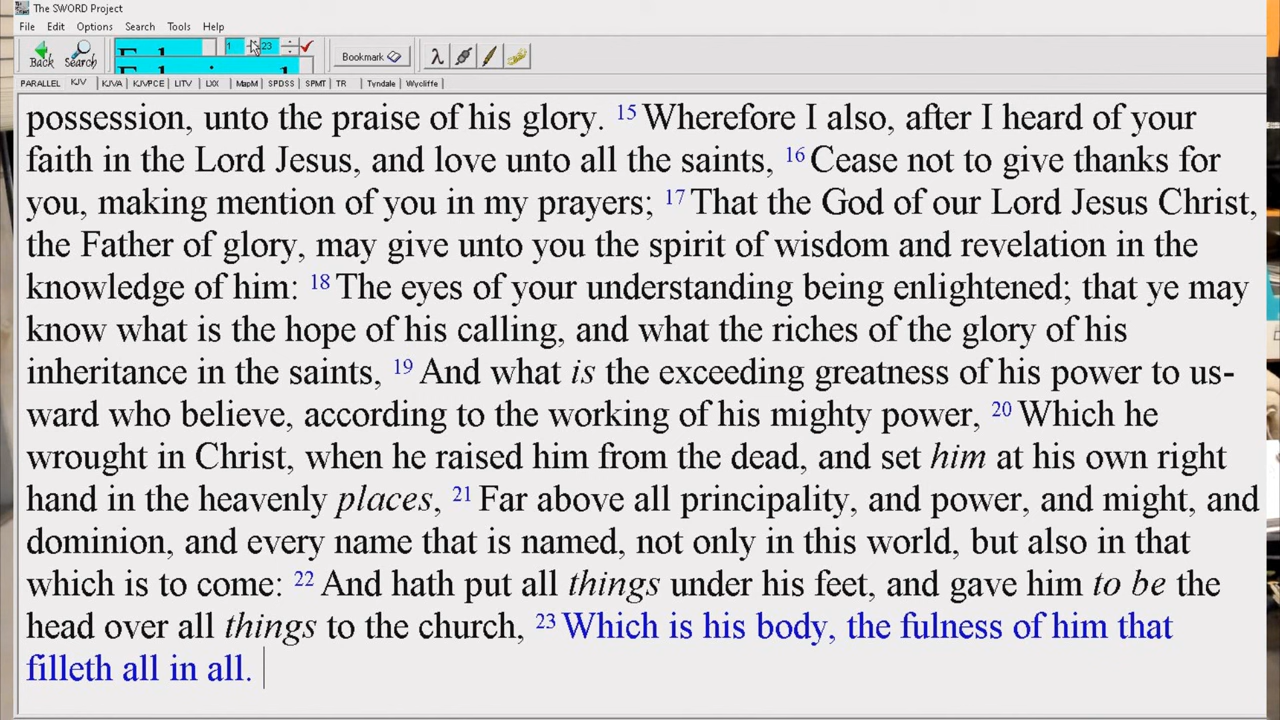 The SWORD Project
File Edit Options Search Tools Help
Back Search 1 23 Bookmark λ
PARALLEL KJV KJVA KJVPCE LITV LXX MapM SPDSS SPMT TR Tyndale Wycliffe
possession, unto the praise of his glory. 15 Wherefore I also, after I heard of your
faith in the Lord Jesus, and love unto all the saints, 16 Cease not to give thanks for
you, making mention of you in my prayers; 17 That the God of our Lord Jesus Christ,
the Father of glory, may give unto you the spirit of wisdom and revelation in the
knowledge of him: 18 The eyes of your understanding being enlightened; that ye may
know what is the hope of his calling, and what the riches of the glory of his
inheritance in the saints, 19 And what is the exceeding greatness of his power to us-
ward who believe, according to the working of his mighty power, 20 Which he
wrought in Christ, when he raised him from the dead, and set him at his own right
hand in the heavenly places, 21 Far above all principality, and power, and might, and
dominion, and every name that is named, not only in this world, but also in that
which is to come: 22 And hath put all things under his feet, and gave him to be the
head over all things to the church, 23 Which is his body, the fulness of him that
filleth all in all.